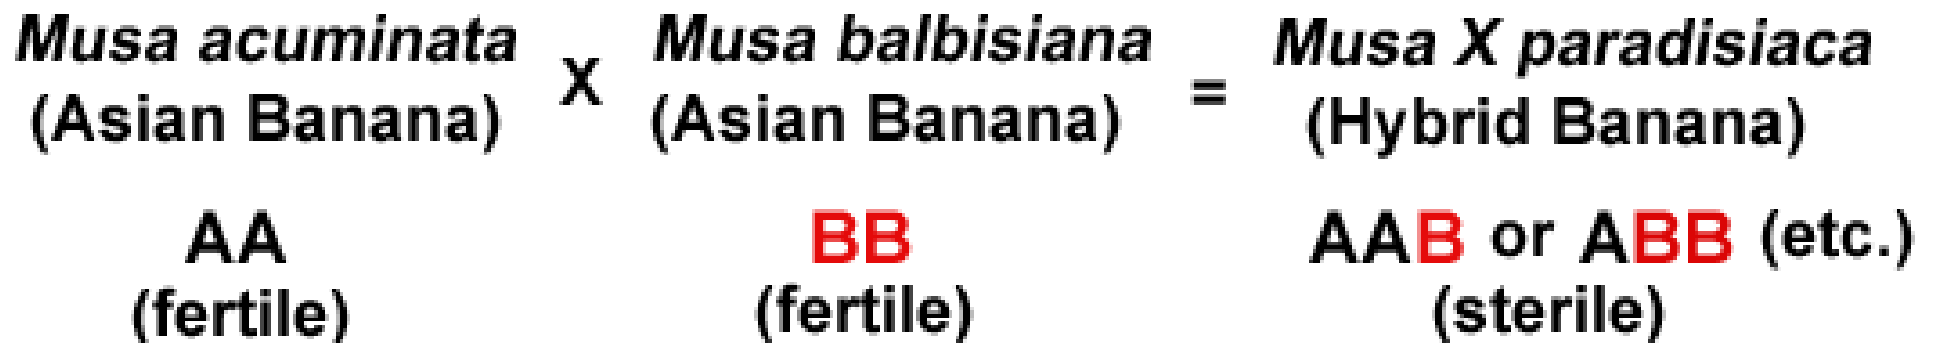 Musa acuminata X Musa balbisiana = Musa X paradisiaca
(Asian Banana) (Asian Banana) (Hybrid Banana)
AA BB AAB or ABB (etc.)
(fertile) (fertile) (sterile)